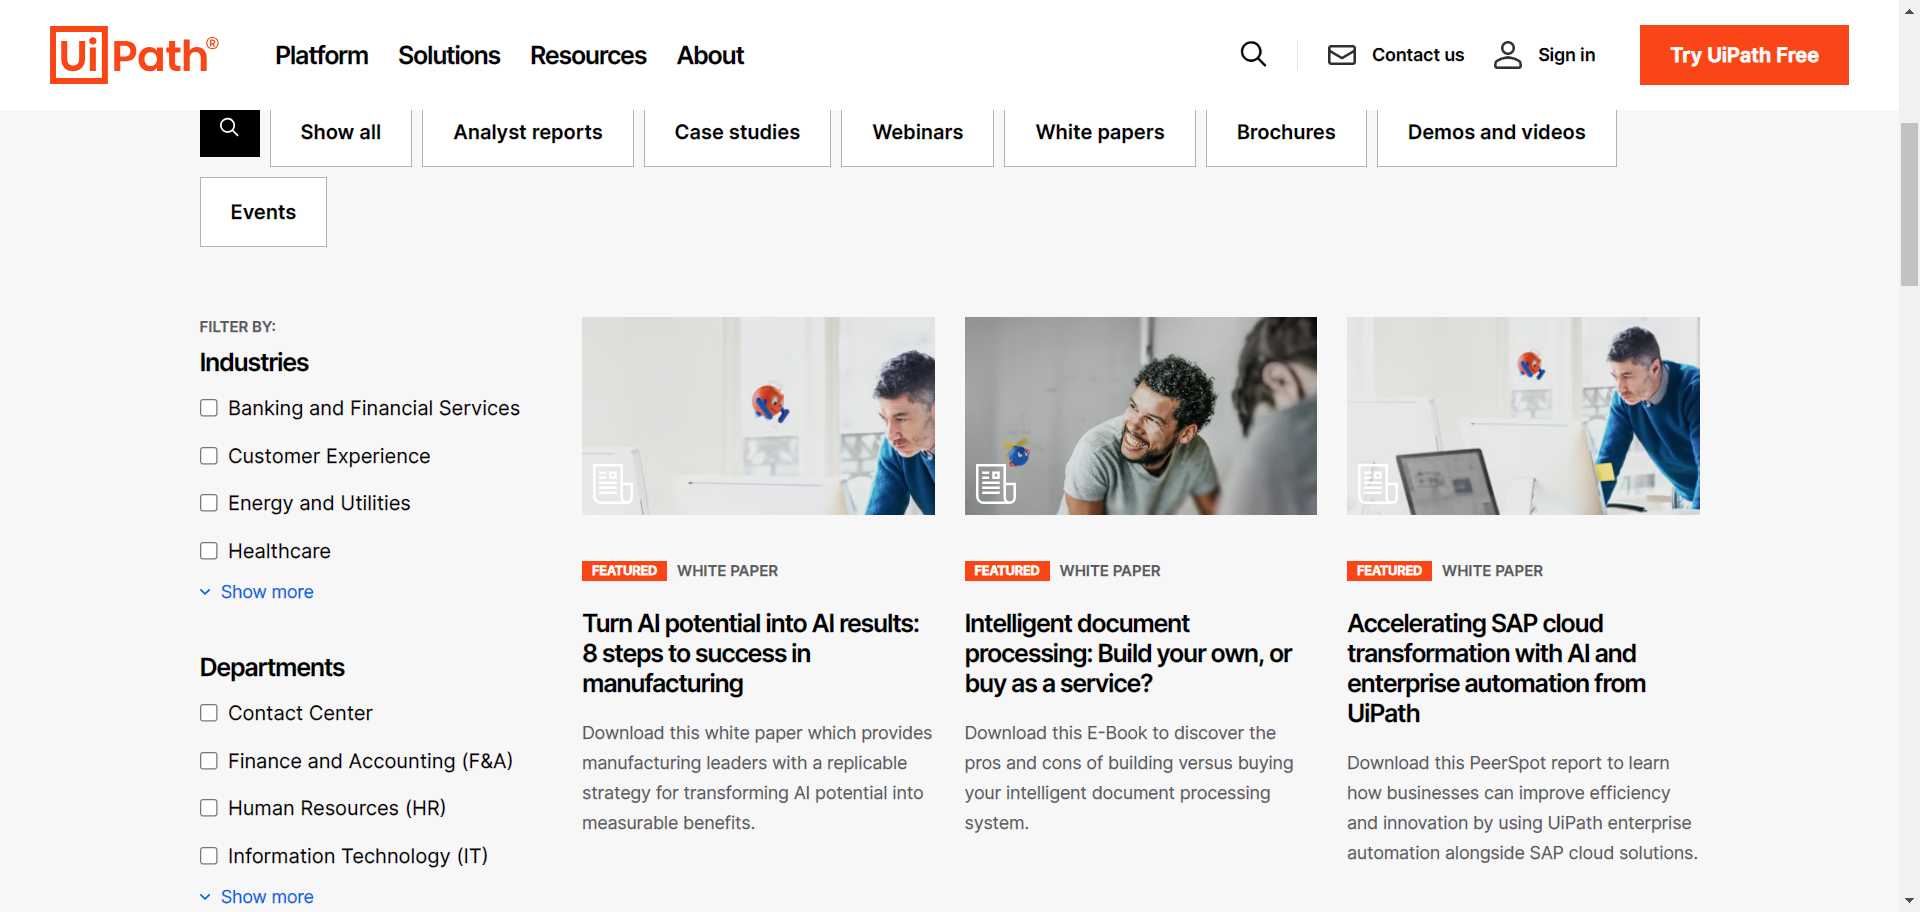 UiPath®
Platform
Solutions
Resources
About
Contact us
Sign in
Try UiPath Free
Show all
Analyst reports
Case studies
Webinars
White papers
Brochures
Demos and videos
Events
FILTER BY:
Industries
Banking and Financial Services
Customer Experience
Energy and Utilities
Healthcare
Show more
Departments
Contact Center
Finance and Accounting (F&A)
Human Resources (HR)
Information Technology (IT)
Show more
FEATURED WHITE PAPER
Turn AI potential into AI results:
8 steps to success in
manufacturing
Download this white paper which provides
manufacturing leaders with a replicable
strategy for transforming AI potential into
measurable benefits.
FEATURED WHITE PAPER
Intelligent document
processing: Build your own, or
buy as a service?
Download this E-Book to discover the
pros and cons of building versus buying
your intelligent document processing
system.
FEATURED WHITE PAPER
Accelerating SAP cloud
transformation with AI and
enterprise automation from
UiPath
Download this PeerSpot report to learn
how businesses can improve efficiency
and innovation by using UiPath enterprise
automation alongside SAP cloud solutions.